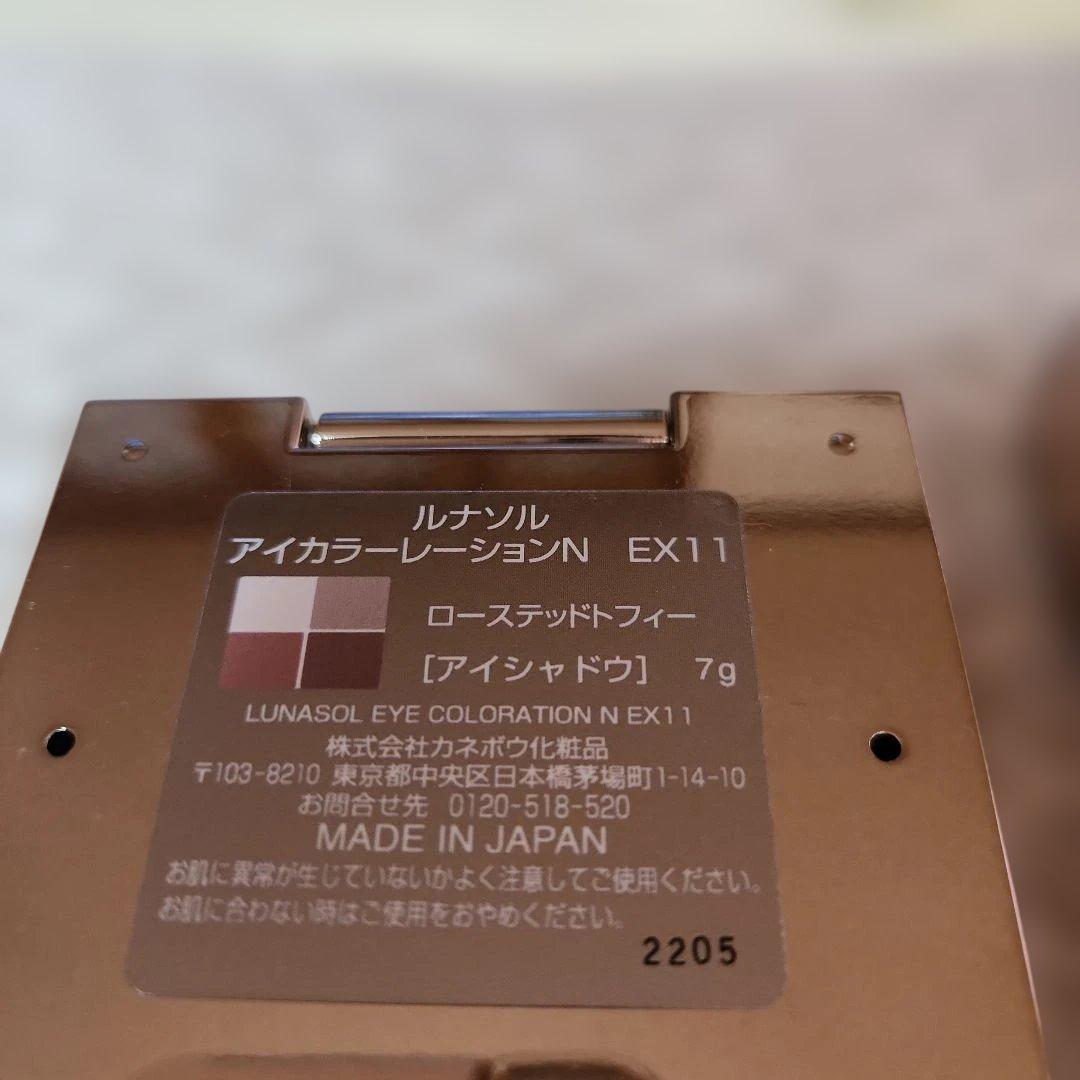 ルナソル
アイカラーレーションN EX11
ローステッドトフィー
[アイシャドウ] 7g
LUNASOL EYE COLORATION N EX11
株式会社カネボウ化粧品
〒103-8210 東京都中央区日本橋茅場町1-14-10
お問合せ先 0120-518-520
MADE IN JAPAN
お肌に異常が生じていないかよく注意してご使用ください。
お肌に合わない時はご使用をおやめください。
2205